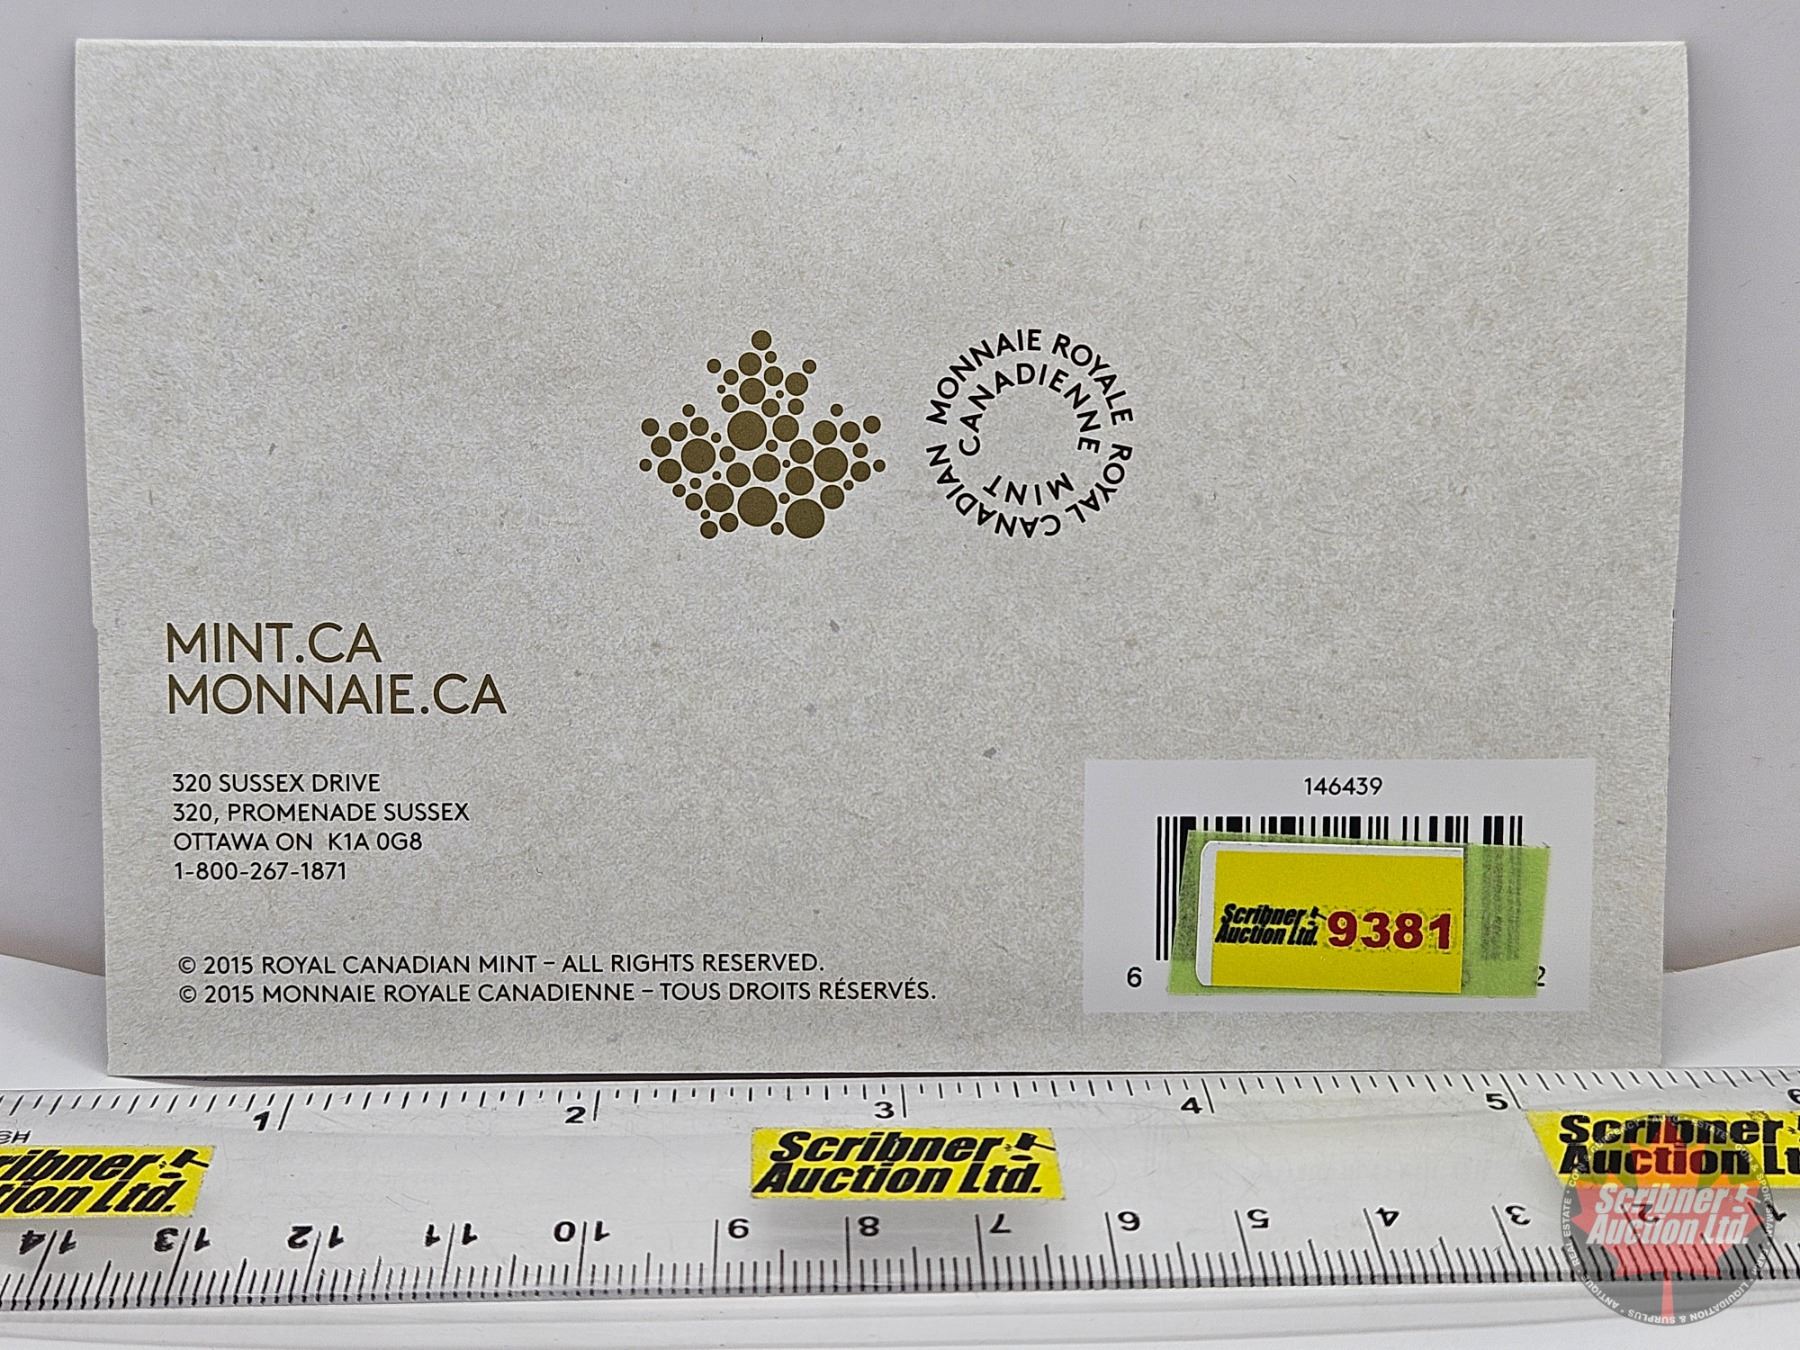 MONNAIE ROYALE CANADIENNE
ROYAL CANADIAN MINT
MINT.CA
MONNAIE.CA
320 SUSSEX DRIVE
320, PROMENADE SUSSEX
OTTAWA ON K1A 0G8
1-800-267-1871
© 2015 ROYAL CANADIAN MINT – ALL RIGHTS RESERVED.
© 2015 MONNAIE ROYALE CANADIENNE – TOUS DROITS RÉSERVÉS.
146439
Scribner
Auction Ltd. 9381
6 2
1 2 3 4 5 6
Scribner
Auction Ltd.
Scribner
Auction Ltd.
Scribner
Auction Ltd.
14 13 12 11 10 9 8 7 6 5 4 3 2 1